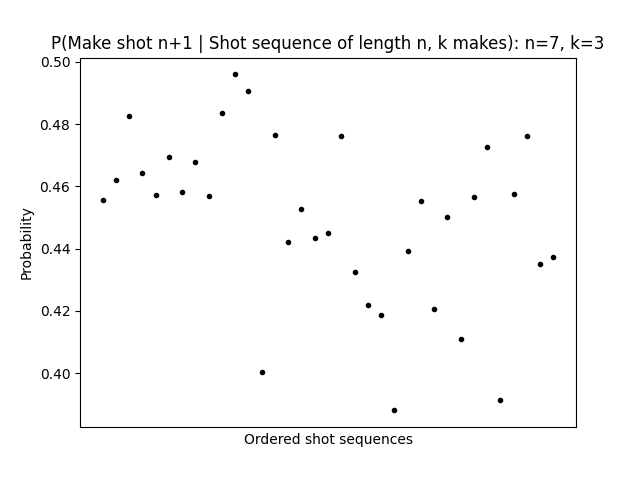 P(Make shot n+1 | Shot sequence of length n, k makes): n=7, k=3
0.50
0.48
0.46
0.44
0.42
0.40
Probability
Ordered shot sequences